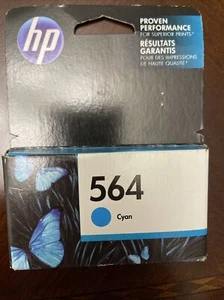 hp
PROVEN
PERFORMANCE
FOR SUPERIOR PRINTS
RÉSULTATS
GARANTIS
POUR DES IMPRESSIONS
DE HAUTE QUALITÉ
564
Cyan